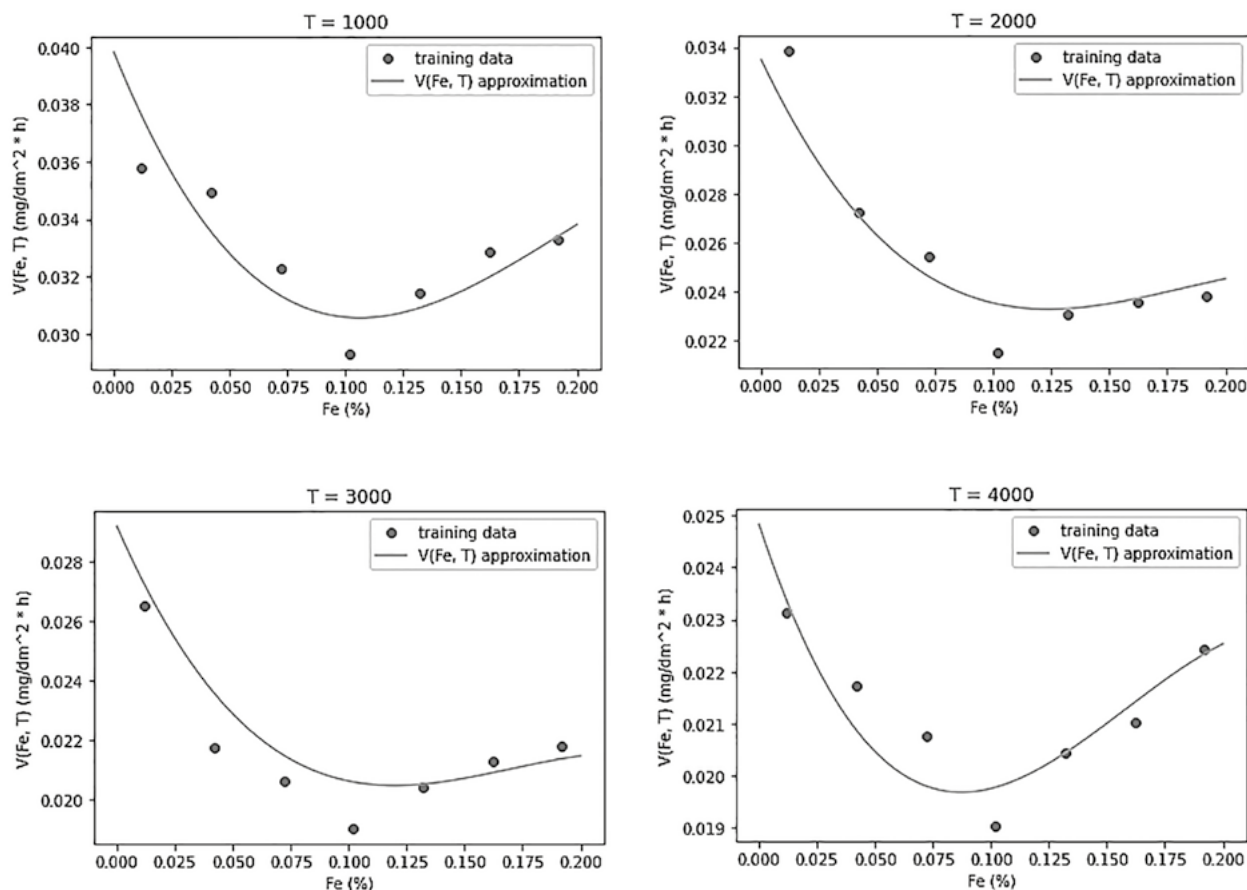 T = 1000
V(Fe, T) (mg/dm^2 * h)
0.040
0.038
0.036
0.034
0.032
0.030
training data
V(Fe, T) approximation
0.000 0.025 0.050 0.075 0.100 0.125 0.150 0.175 0.200
Fe (%)
T = 2000
V(Fe, T) (mg/dm^2 * h)
0.034
0.032
0.030
0.028
0.026
0.024
0.022
training data
V(Fe, T) approximation
0.000 0.025 0.050 0.075 0.100 0.125 0.150 0.175 0.200
Fe (%)
T = 3000
V(Fe, T) (mg/dm^2 * h)
0.028
0.026
0.024
0.022
0.020
training data
V(Fe, T) approximation
0.000 0.025 0.050 0.075 0.100 0.125 0.150 0.175 0.200
Fe (%)
T = 4000
V(Fe, T) (mg/dm^2 * h)
0.025
0.024
0.023
0.022
0.021
0.020
0.019
training data
V(Fe, T) approximation
0.000 0.025 0.050 0.075 0.100 0.125 0.150 0.175 0.200
Fe (%)